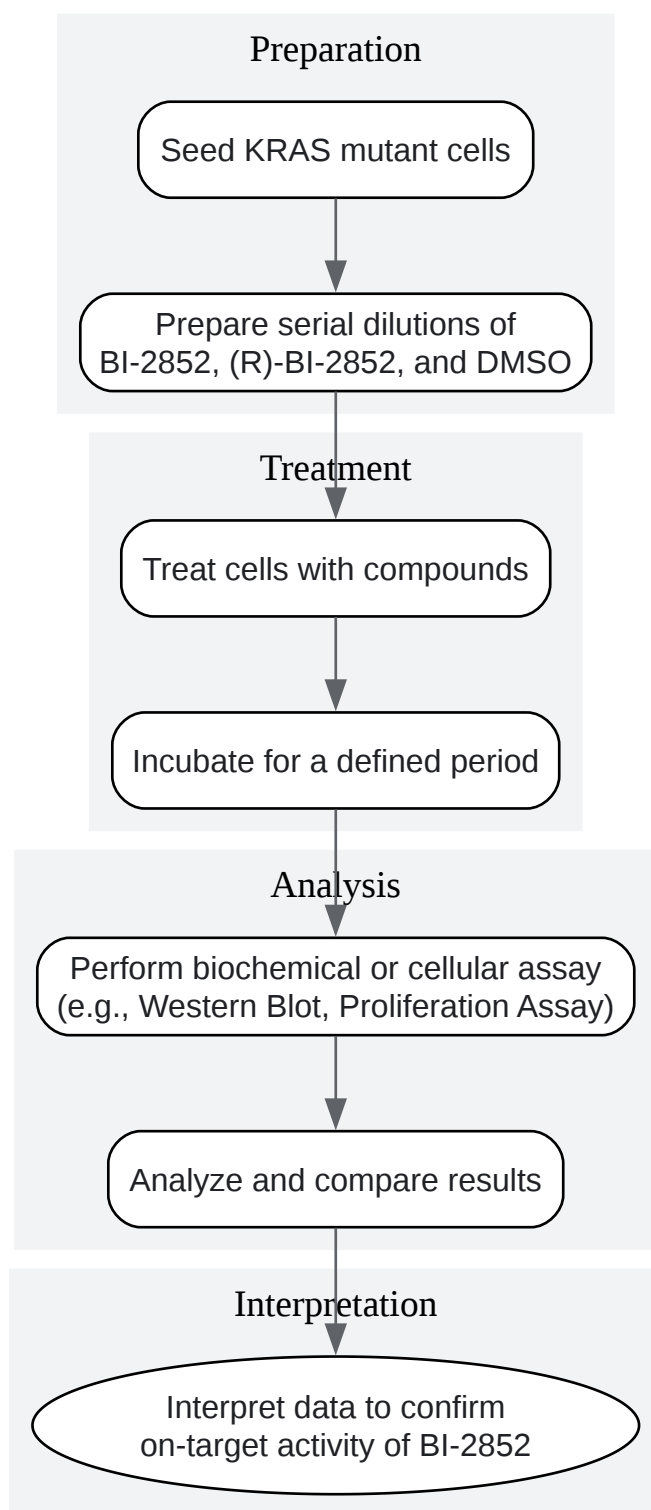 Preparation
Seed KRAS mutant cells
Prepare serial dilutions of
BI-2852, (R)-BI-2852, and DMSO
Treatment
Treat cells with compounds
Incubate for a defined period
Analysis
Perform biochemical or cellular assay
(e.g., Western Blot, Proliferation Assay)
Analyze and compare results
Interpretation
Interpret data to confirm
on-target activity of BI-2852